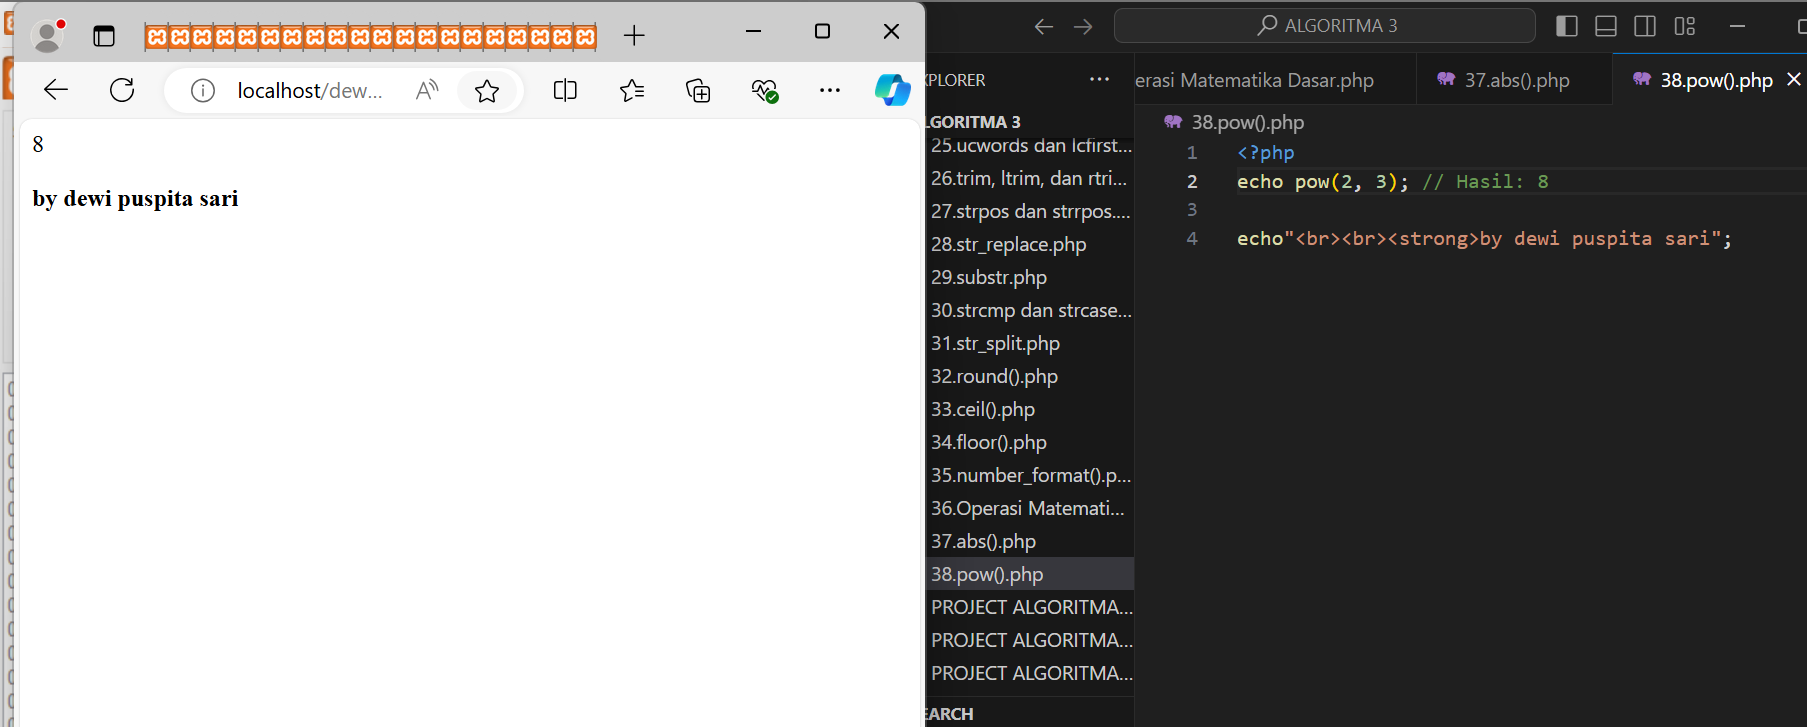 localhost/dew...
8
by dewi puspita sari
ALGORITMA 3
XPLORER
LGORITMA 3
25.ucwords dan lcfirst...
26.trim, ltrim, dan rtri...
27.strpos dan strrpos....
28.str_replace.php
29.substr.php
30.strcmp dan strcase...
31.str_split.php
32.round().php
33.ceil().php
34.floor().php
35.number_format().p...
36.Operasi Matemati...
37.abs().php
38.pow().php
PROJECT ALGORITMA...
PROJECT ALGORITMA...
PROJECT ALGORITMA...
EARCH
erasi Matematika Dasar.php
37.abs().php
38.pow().php
38.pow().php
1 <?php
2 echo pow(2, 3); // Hasil: 8
3
4 echo"<br><br><strong>by dewi puspita sari";